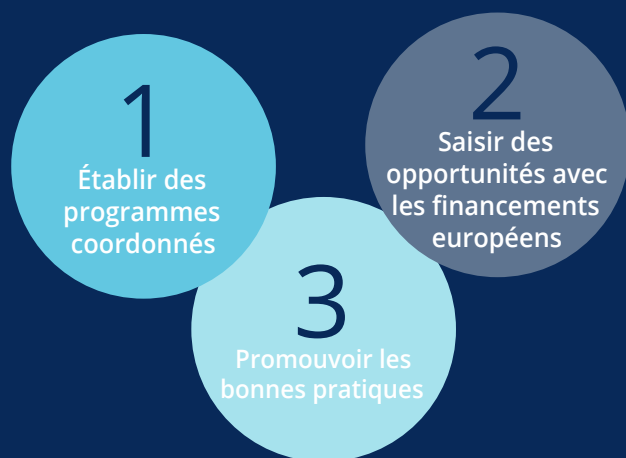 1
Établir des
programmes
coordonnés
2
Saisir des
opportunités avec
les financements
européens
3
Promouvoir les
bonnes pratiques